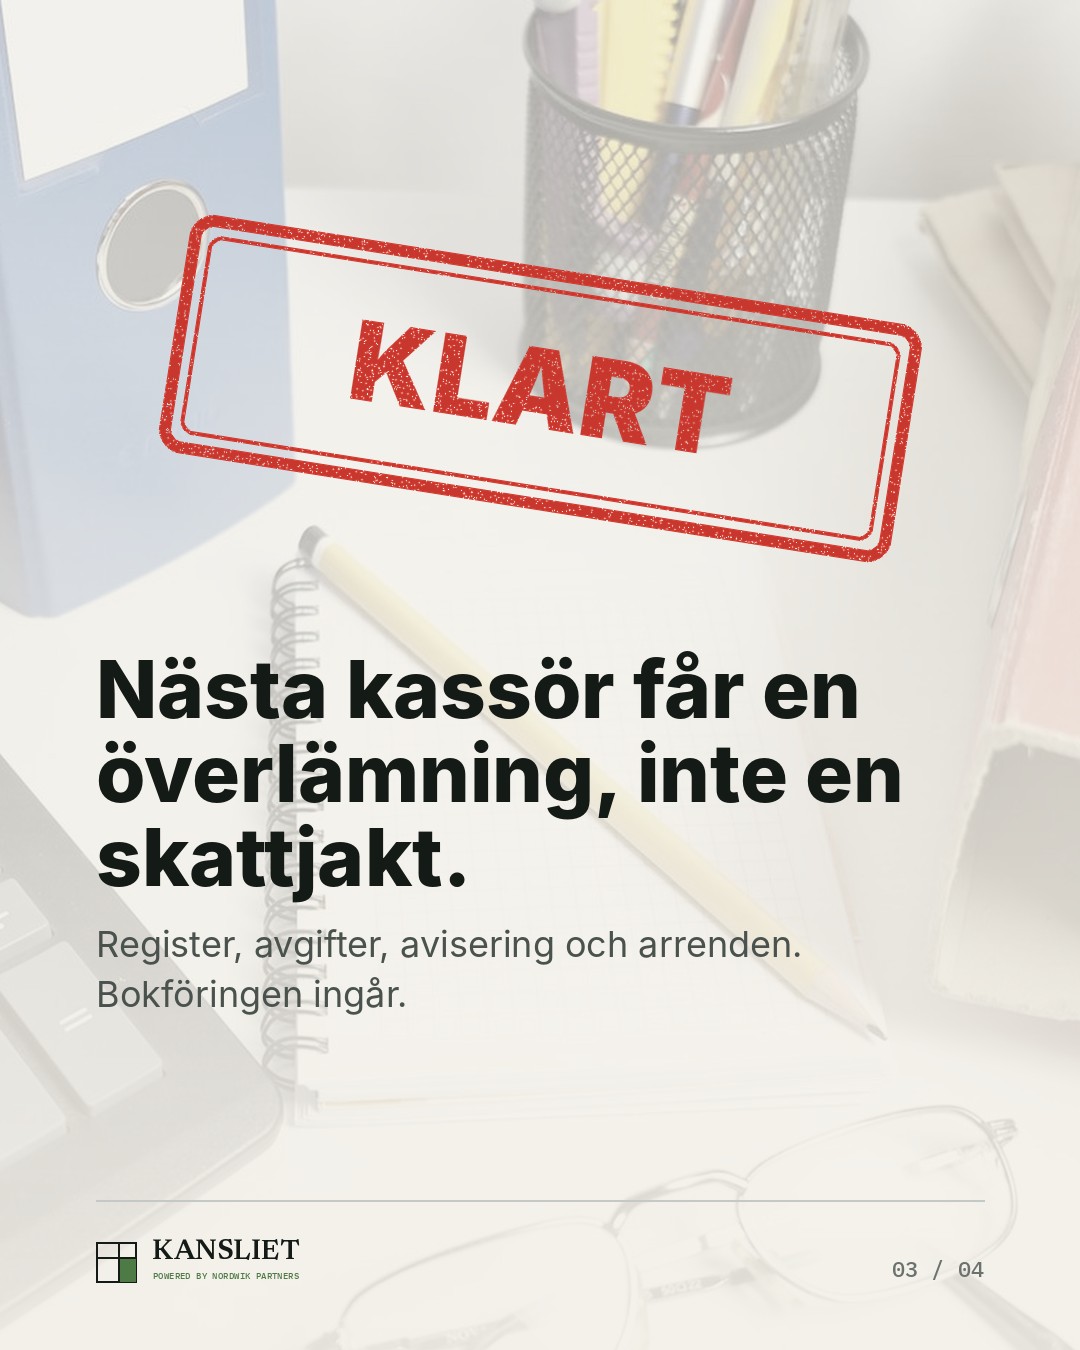 KLART
Nästa kassör får en
överlämning, inte en
skattjakt.
Register, avgifter, avisering och arrenden.
Bokföringen ingår.
KANSLIET
POWERED BY NORDWIK PARTNERS
03 / 04